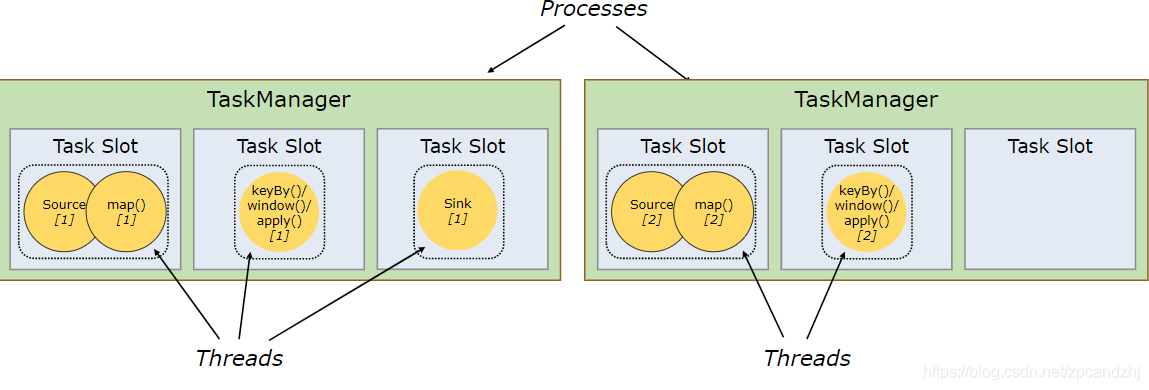 Processes
TaskManager
TaskManager
Task Slot
Task Slot
Task Slot
Task Slot
Task Slot
Task Slot
Source
[1]
map()
[1]
keyBy()/
window()/
apply()
[1]
Sink
[1]
Source
[2]
map()
[2]
keyBy()/
window()/
apply()
[2]
Threads
Threads
https://blog.csdn.net/zpcandzhj